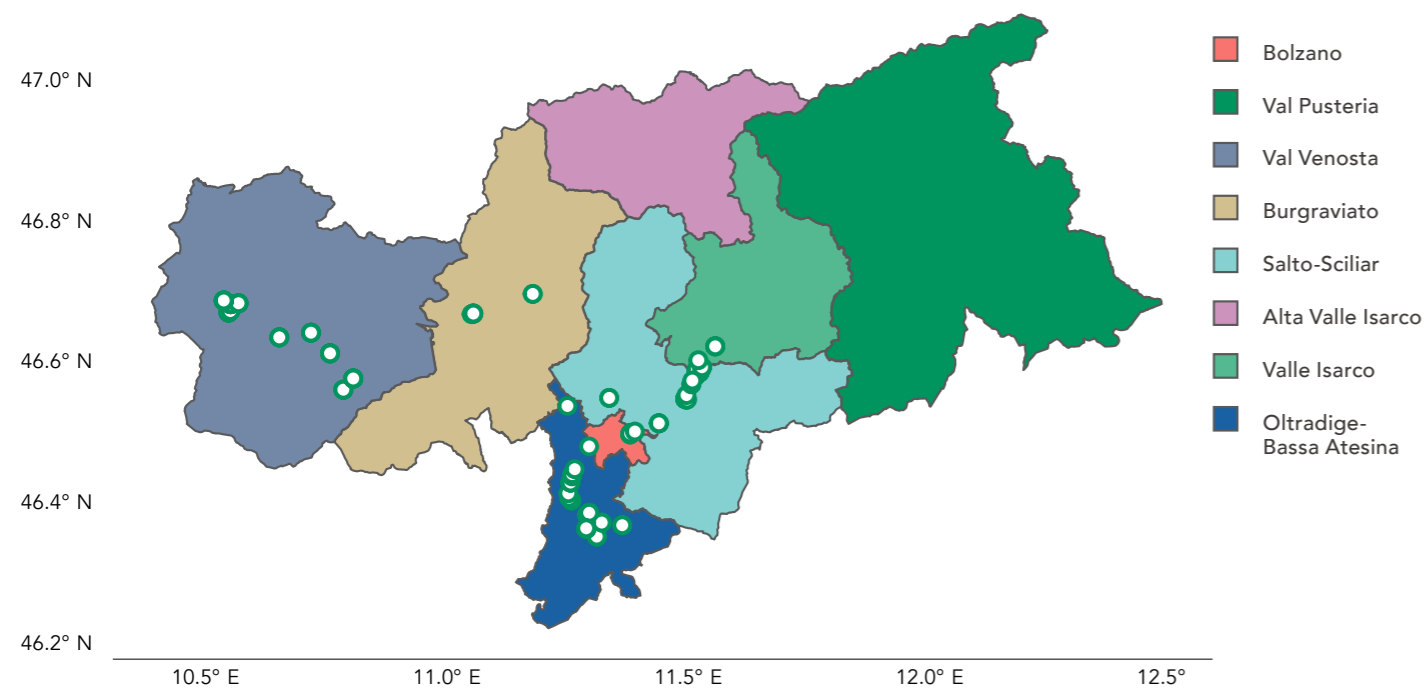 47.0° N
46.8° N
46.6° N
46.4° N
46.2° N
10.5° E
11.0° E
11.5° E
12.0° E
12.5°
Bolzano
Val Pusteria
Val Venosta
Burgraviato
Salto-Sciliar
Alta Valle Isarco
Valle Isarco
Oltradige-
Bassa Atesina